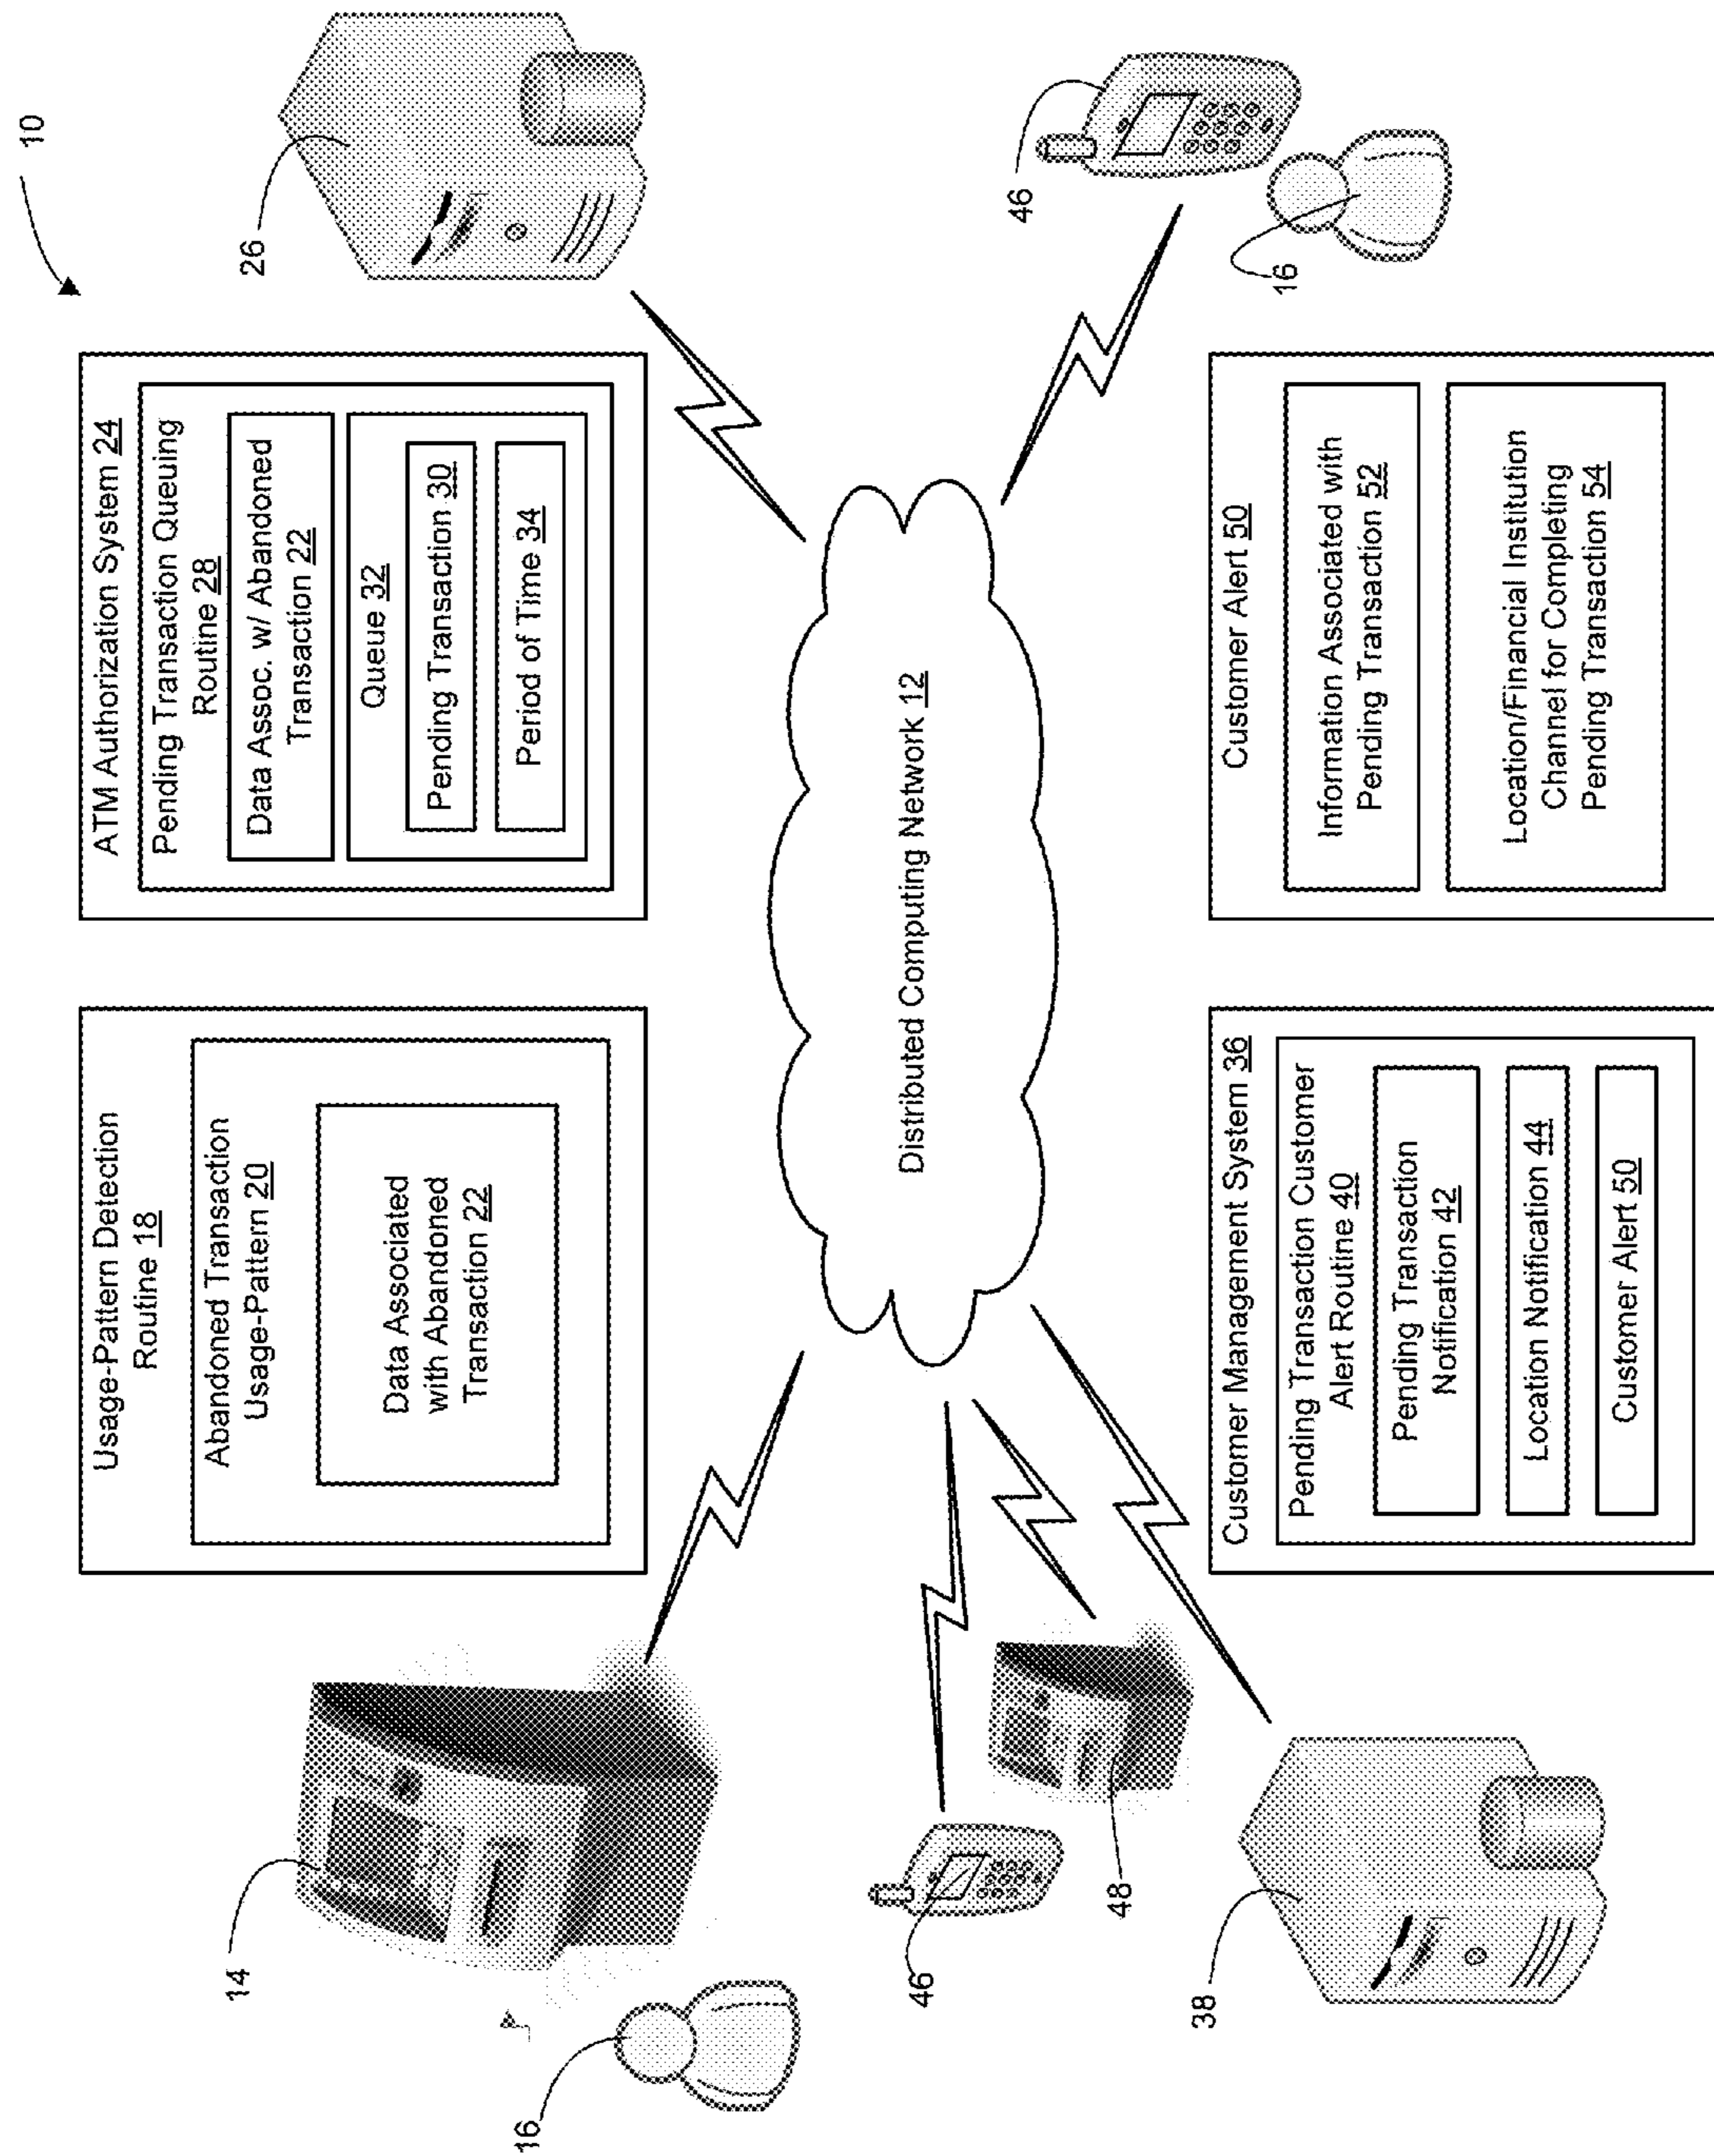 10
Usage-Pattern Detection
Routine 18
Abandoned Transaction
Usage-Pattern 20
Data Associated
with Abandoned
Transaction 22
ATM Authorization System 24
Pending Transaction Queuing
Routine 28
Data Assoc. w/ Abandoned
Transaction 22
Queue 32
Pending Transaction 30
Period of Time 34
26
14
16
Distributed Computing Network 12
46
16
46
48
38
Customer Management System 36
Pending Transaction Customer
Alert Routine 40
Pending Transaction
Notification 42
Location Notification 44
Customer Alert 50
Customer Alert 50
Information Associated with
Pending Transaction 52
Location/Financial Institution
Channel for Completing
Pending Transaction 54